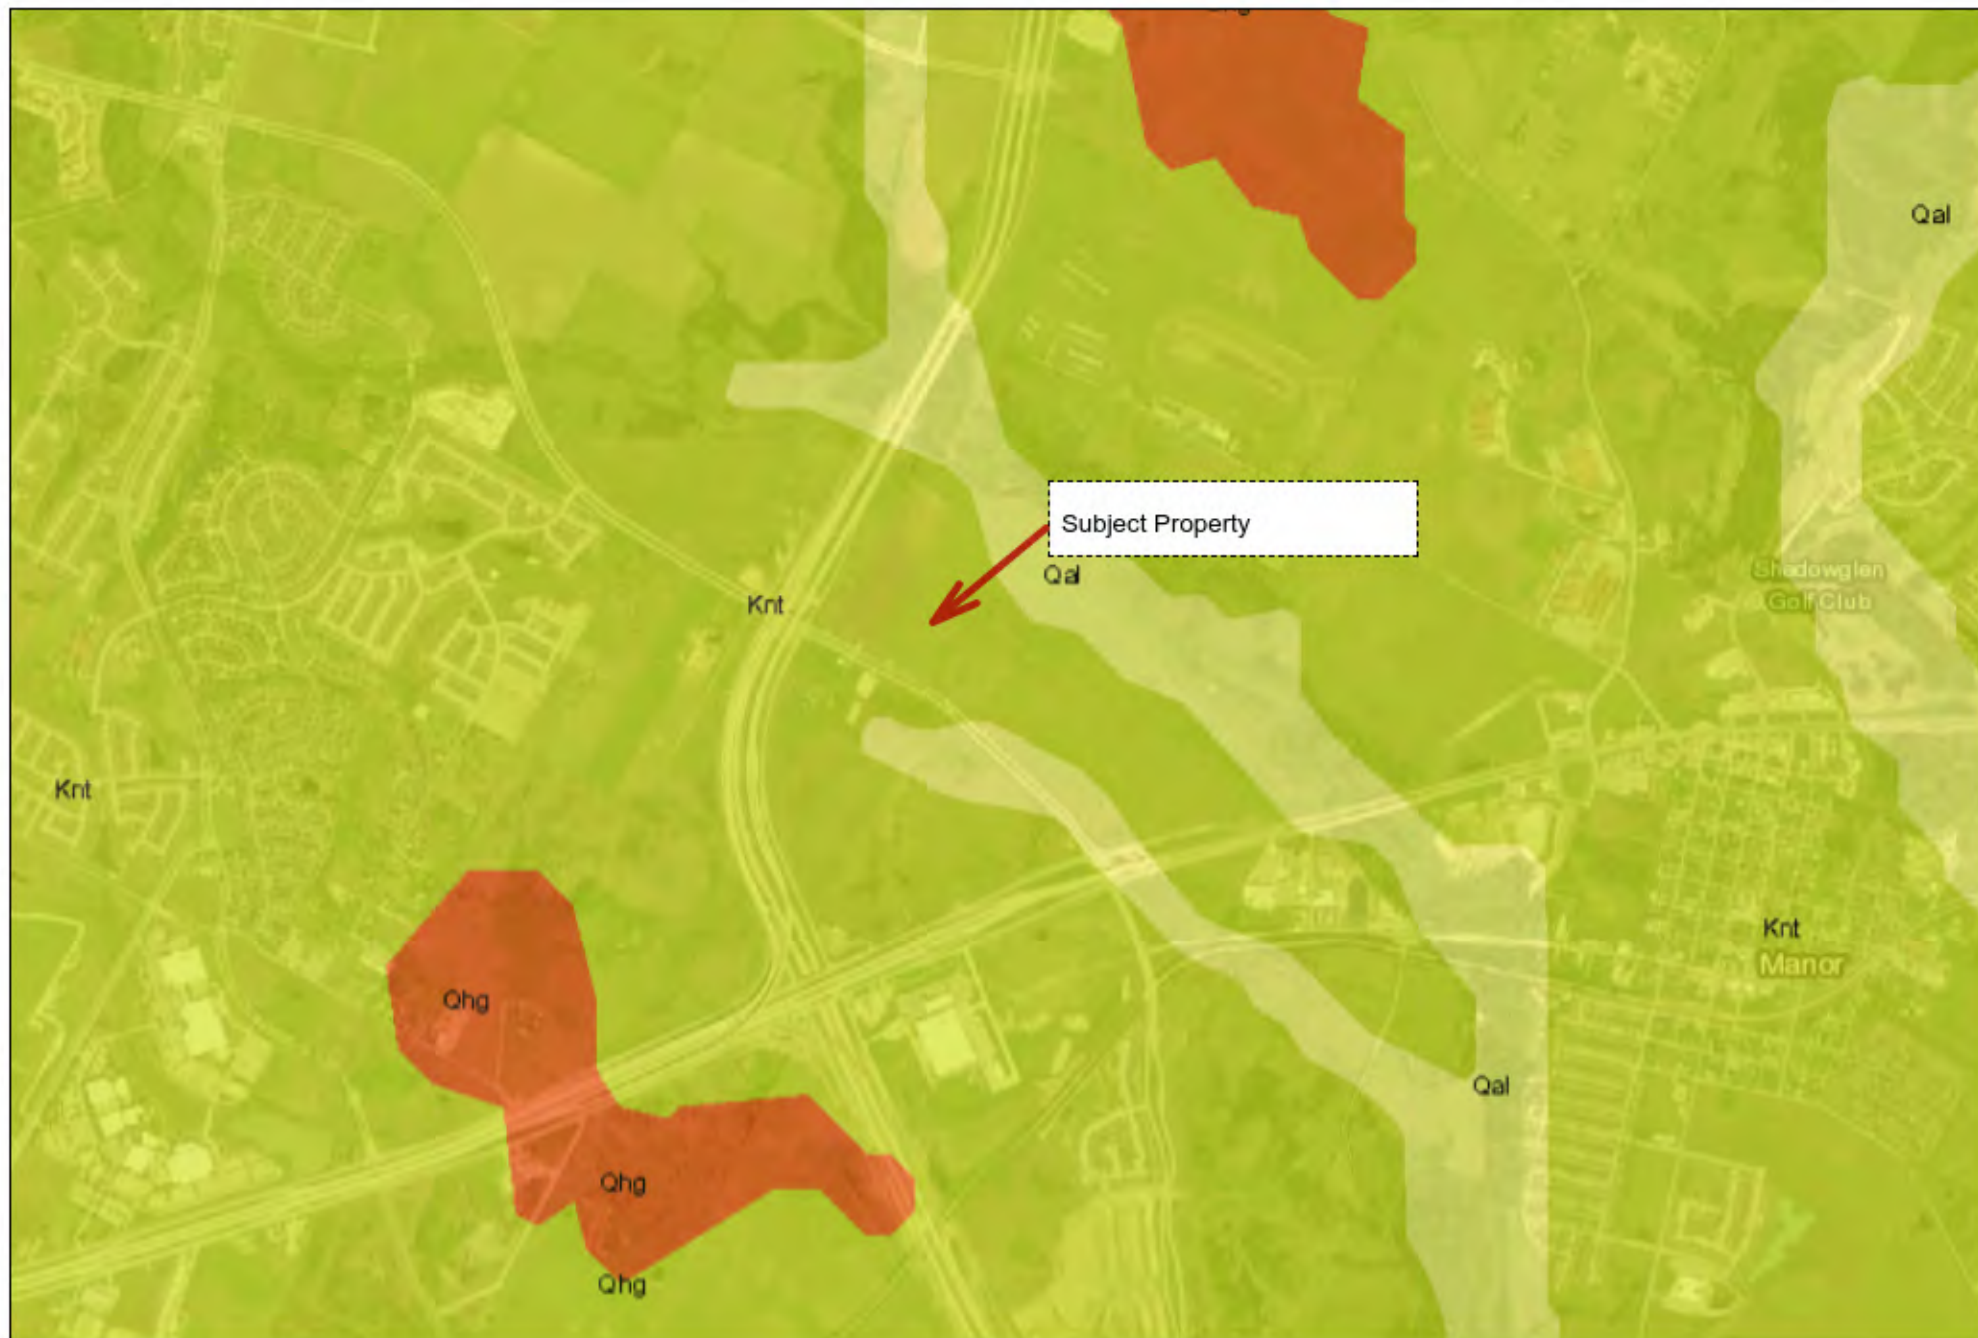 Qal
Subject Property
Qal
Shadowglen
Golf Club
Knt
Knt
Knt
Manor
Qhg
Qal
Qhg
Qhg